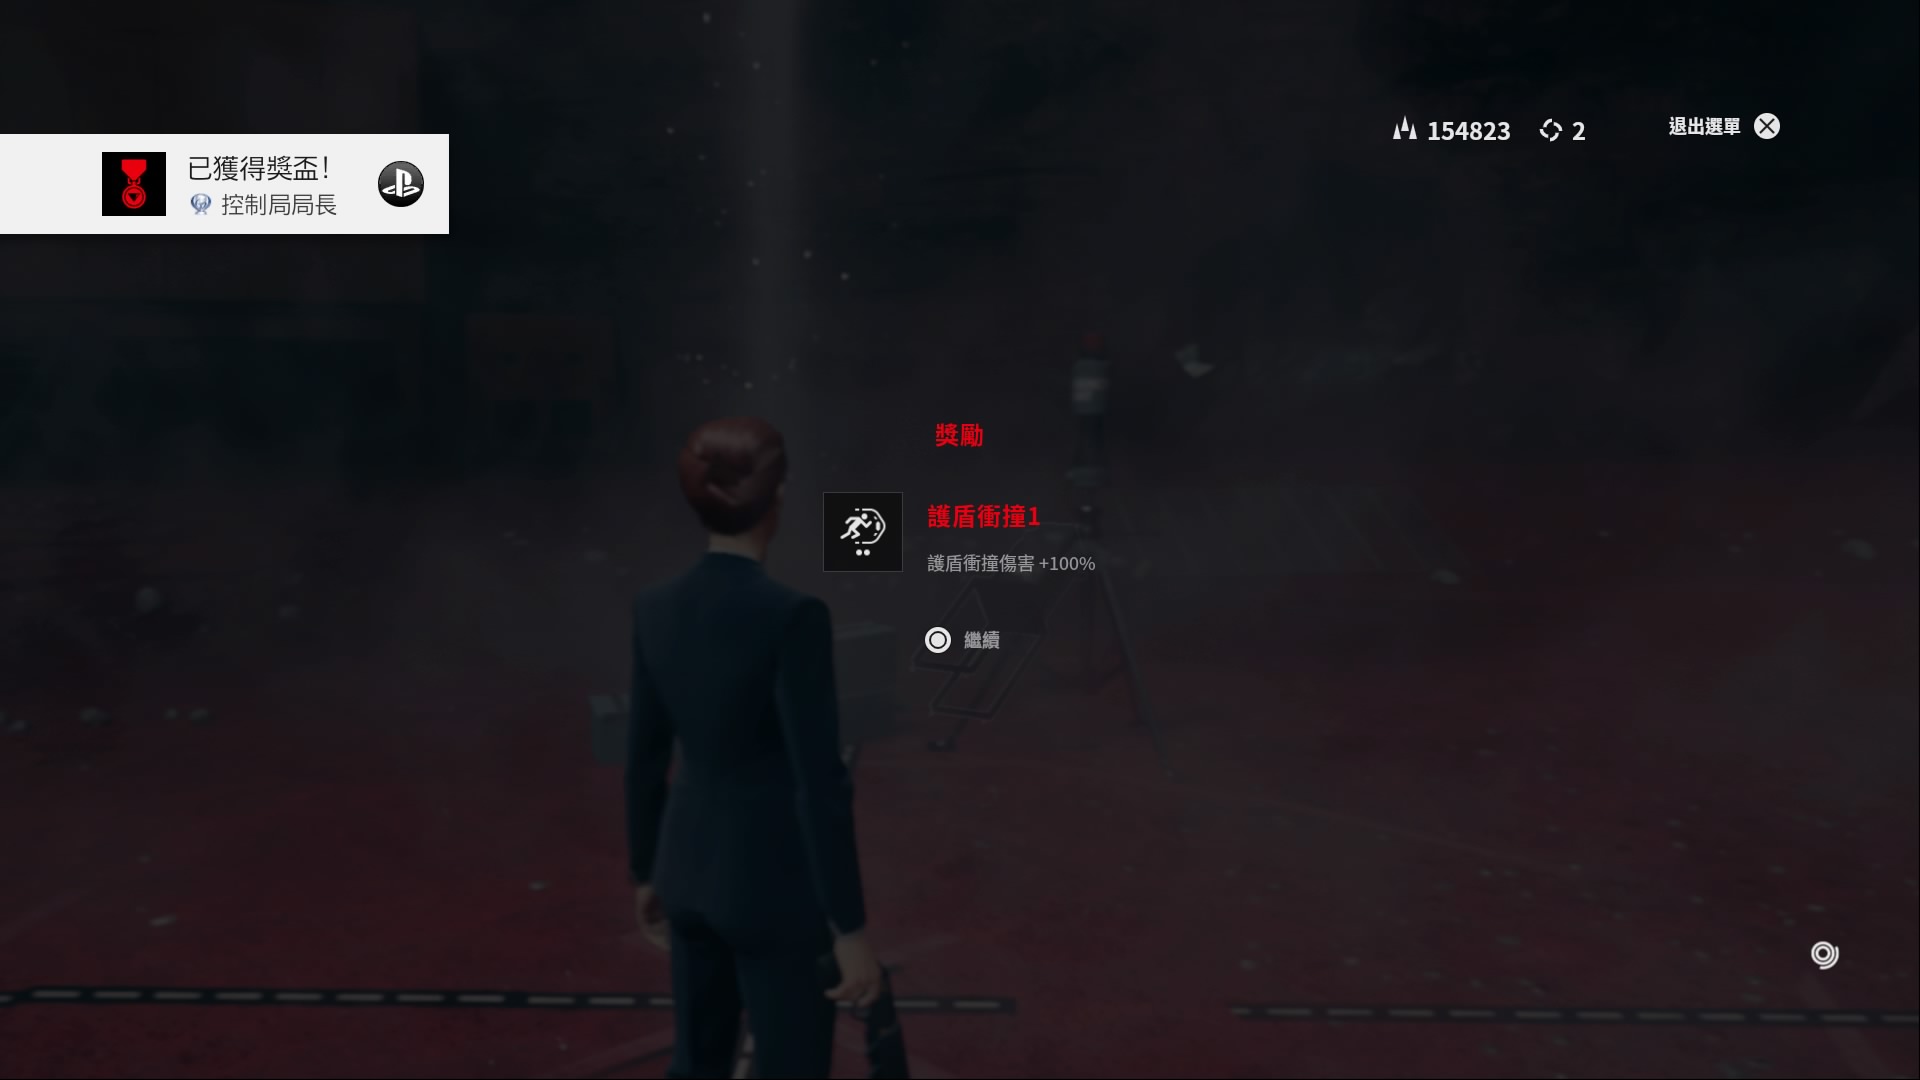 154823 2 退出選單
已獲得獎盃!
控制局局長
獎勵
護盾衝撞1
護盾衝撞傷害 +100%
繼續